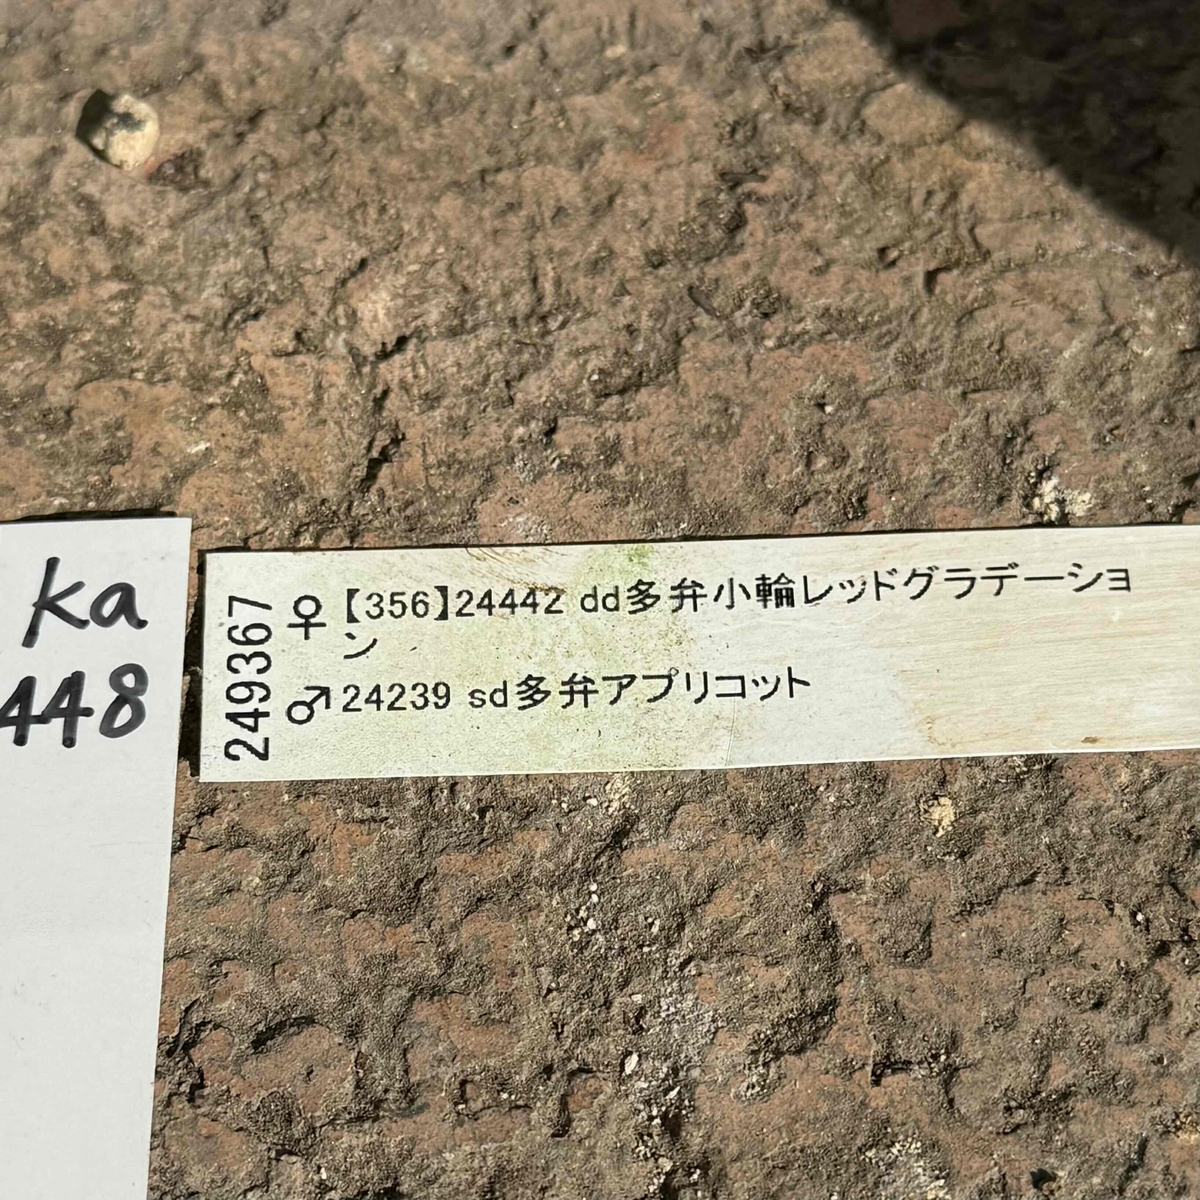 ka
448
249367
♀【356】24442 dd多弁小輪レッドグラデーショ
ン
♂24239 sd多弁アプリコット